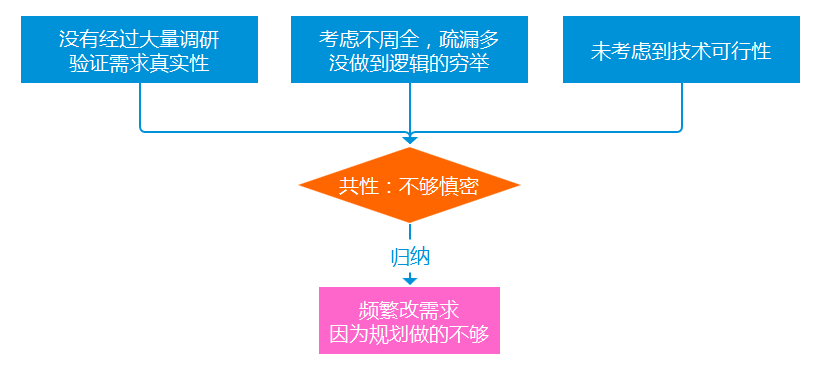 没有经过大量调研
验证需求真实性
考虑不周全，疏漏多
没做到逻辑的穷举
未考虑到技术可行性
共性：不够慎密
归纳
频繁改需求
因为规划做的不够